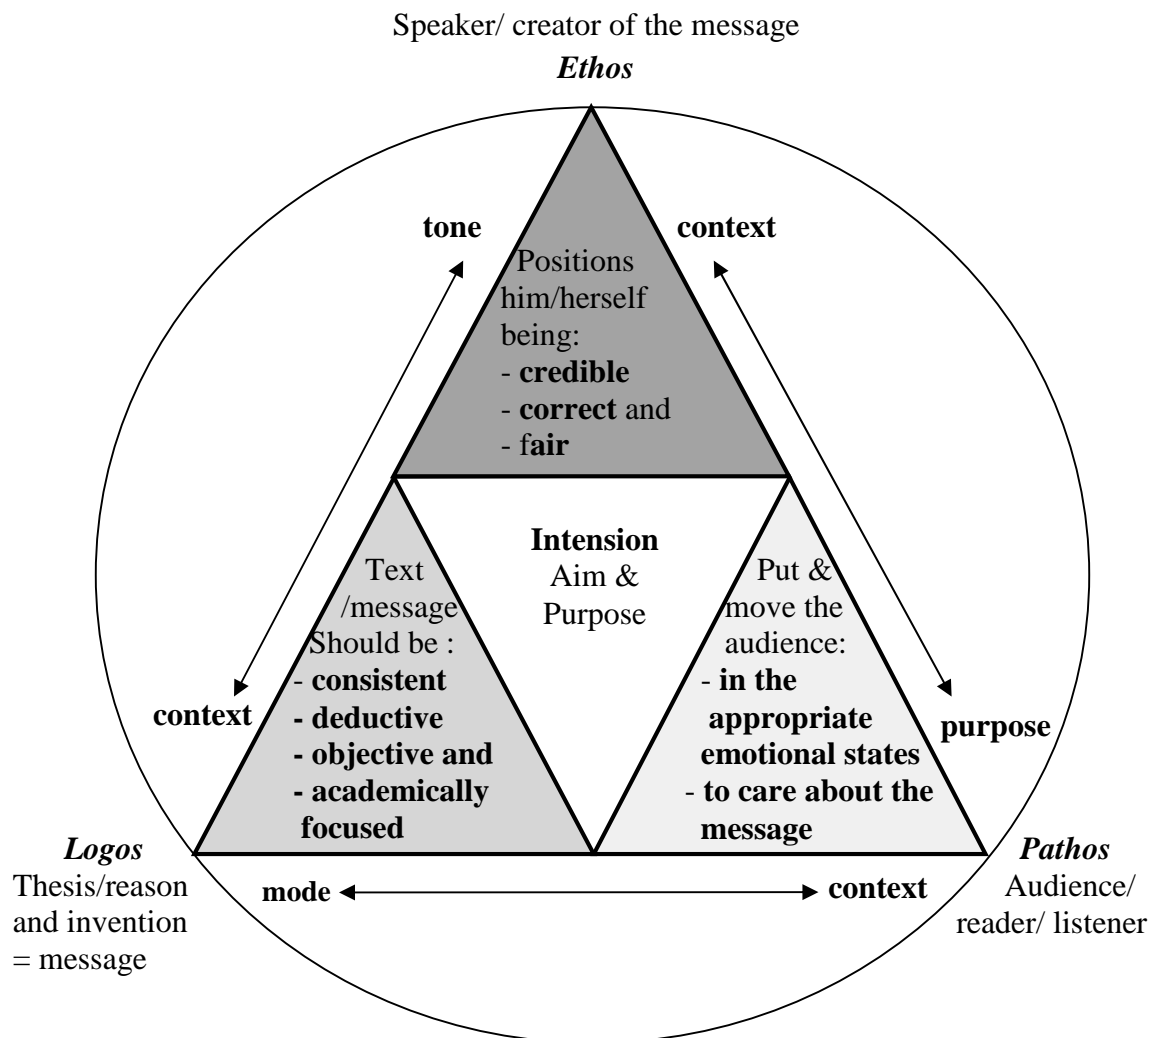 Speaker/ creator of the message
Ethos
tone
context
Positions
him/herself
being:
- credible
- correct and
- fair
Intension
Aim &
Purpose
Text
/message
Should be :
- consistent
- deductive
- objective and
- academically
focused
Put &
move the
audience:
- in the
appropriate
emotional states
- to care about the
message
context
purpose
Logos
Thesis/reason
and invention
= message
mode
context
Pathos
Audience/
reader/ listener